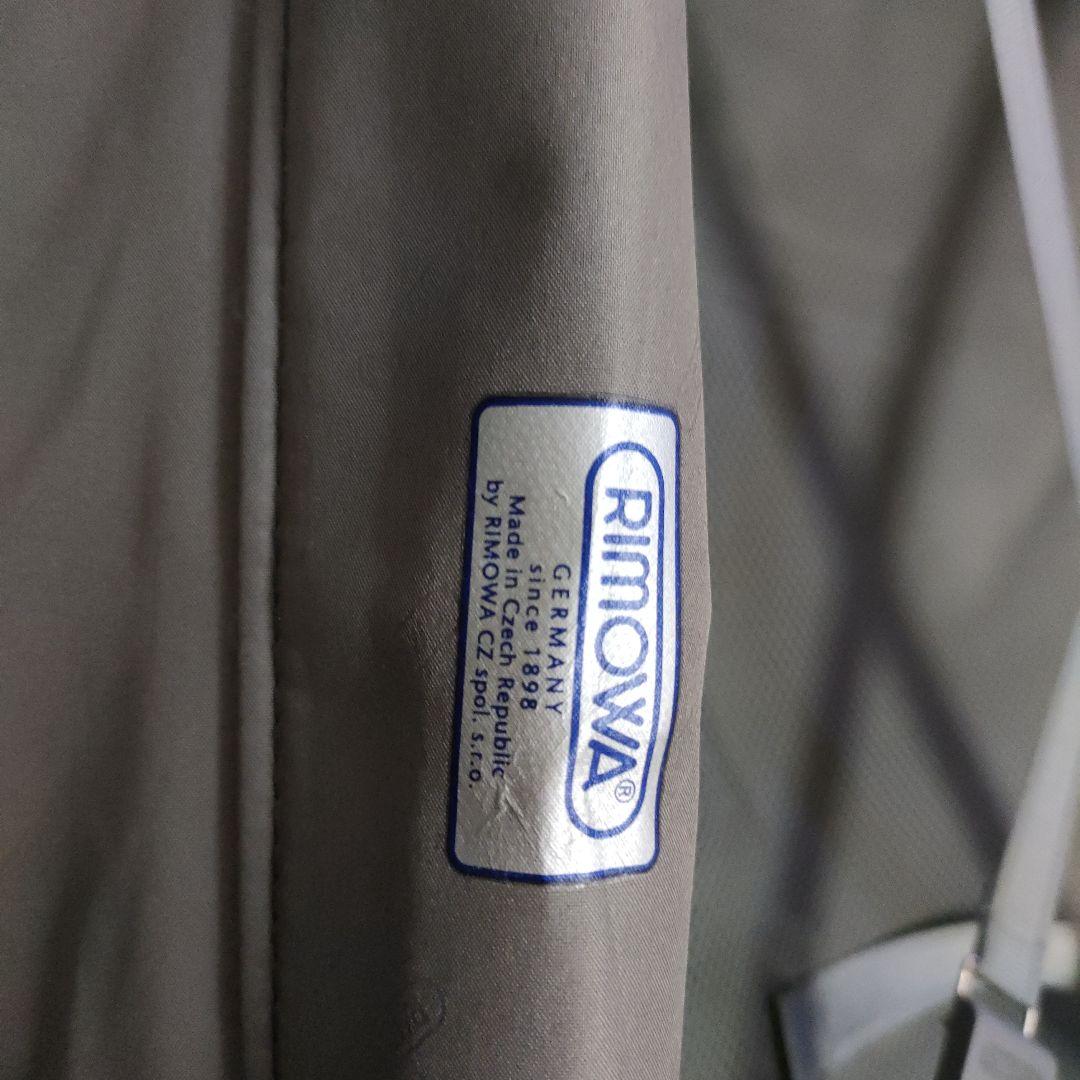 RIMOWA®
GERMANY
since 1898
Made in Czech Republic
by RIMOWA CZ spol. s.r.o.